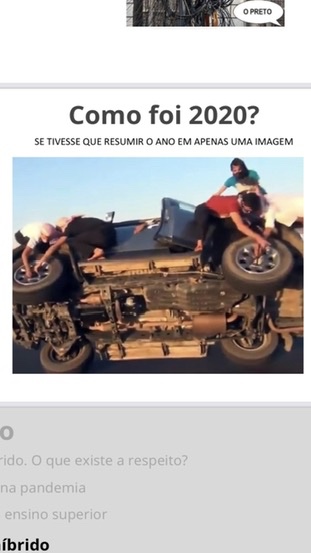 O PRETO
Como foi 2020?
SE TIVESSE QUE RESUMIR O ANO EM APENAS UMA IMAGEM
o
rido. O que existe a respeito?
na pandemia
ensino superior
híbrido